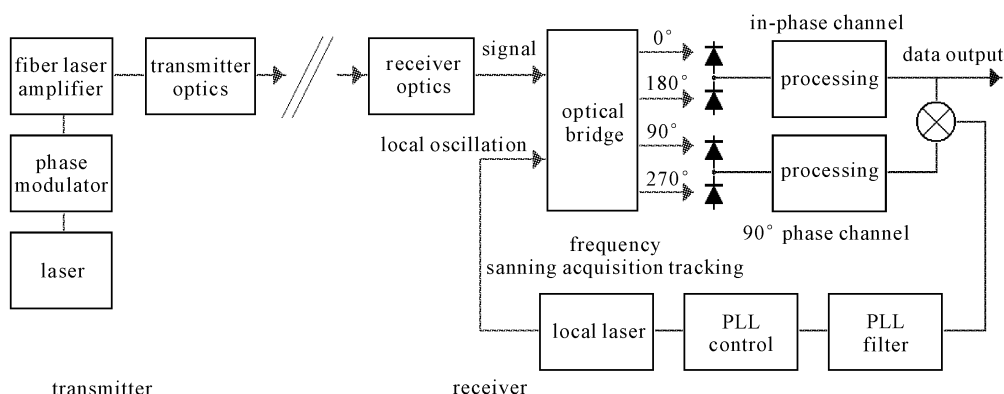 fiber laser
amplifier
transmitter
optics
receiver
optics
signal
local oscillation
phase
modulator
laser
optical
bridge
0°
180°
90°
270°
in-phase channel
processing
data output
processing
90° phase channel
frequency
sanning acquisition tracking
local laser
PLL
control
PLL
filter
transmitter
receiver